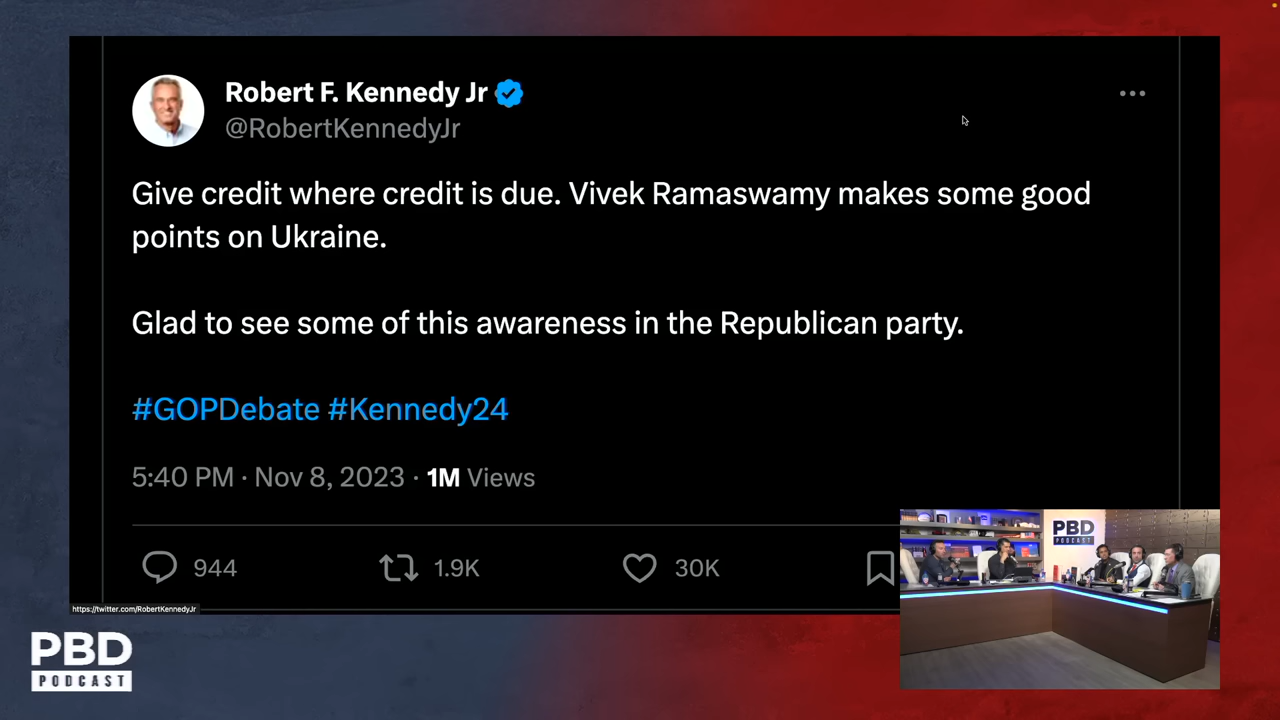 Robert F. Kennedy Jr
@RobertKennedyJr
Give credit where credit is due. Vivek Ramaswamy makes some good
points on Ukraine.
Glad to see some of this awareness in the Republican party.
#GOPDebate #Kennedy24
5:40 PM · Nov 8, 2023 · 1M Views
944 1.9K 30K
https://twitter.com/RobertKennedyJr
PBD
PODCAST
PBD
PODCAST